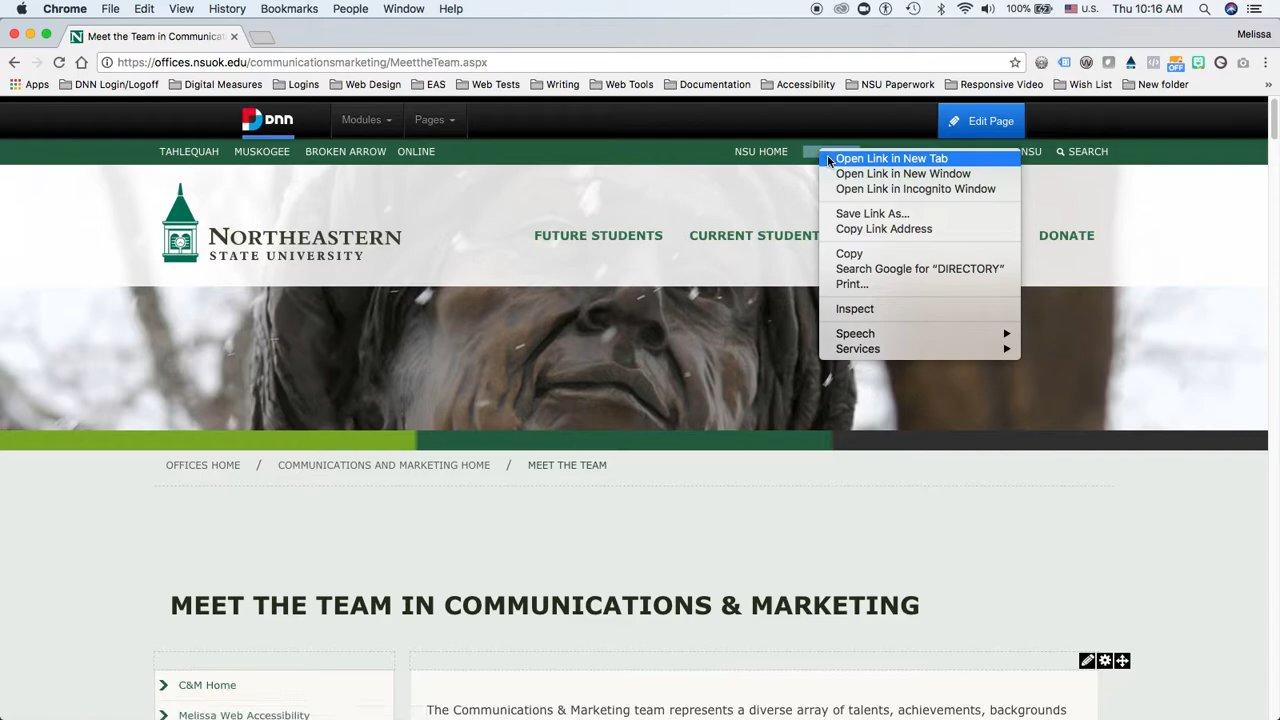 Chrome File Edit View History Bookmarks People Window Help 100% U.S. Thu 10:16 AM
Meet the Team in Communicat Melissa
https://offices.nsuok.edu/communicationsmarketing/MeettheTeam.aspx OFF
Apps DNN Login/Logoff Digital Measures Logins Web Design EAS Web Tests Writing Web Tools Documentation Accessibility NSU Paperwork Responsive Video Wish List New folder »
DNN Modules Pages Edit Page
TAHLEQUAH MUSKOGEE BROKEN ARROW ONLINE NSU HOME NSU SEARCH
Open Link in New Tab
Open Link in New Window
Open Link in Incognito Window
Save Link As...
Copy Link Address
Copy
Search Google for “DIRECTORY”
Print...
Inspect
Speech
Services
NORTHEASTERN
STATE UNIVERSITY
FUTURE STUDENTS CURRENT STUDENT DONATE
OFFICES HOME / COMMUNICATIONS AND MARKETING HOME / MEET THE TEAM
MEET THE TEAM IN COMMUNICATIONS & MARKETING
C&M Home
Melissa Web Accessibility
The Communications & Marketing team represents a diverse array of talents, achievements, backgrounds